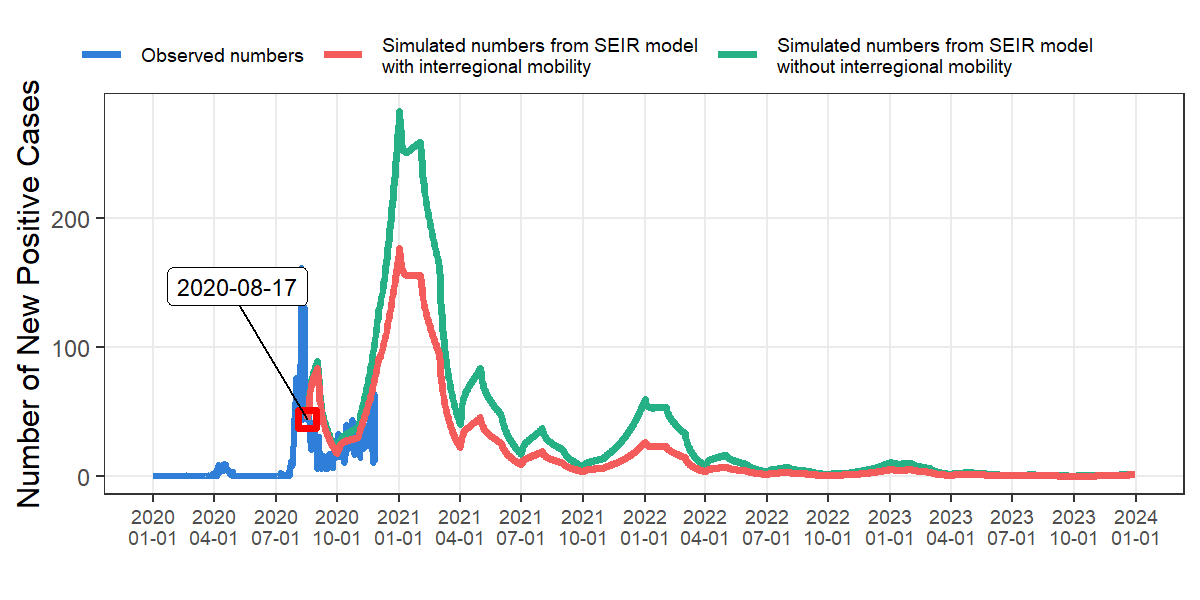 Observed numbers
Simulated numbers from SEIR model
with interregional mobility
Simulated numbers from SEIR model
without interregional mobility
Number of New Positive Cases
200
100
0
2020-08-17
2020 2020 2020 2020 2021 2021 2021 2021 2022 2022 2022 2022 2023 2023 2023 2023 2024
01-01 04-01 07-01 10-01 01-01 04-01 07-01 10-01 01-01 04-01 07-01 10-01 01-01 04-01 07-01 10-01 01-01